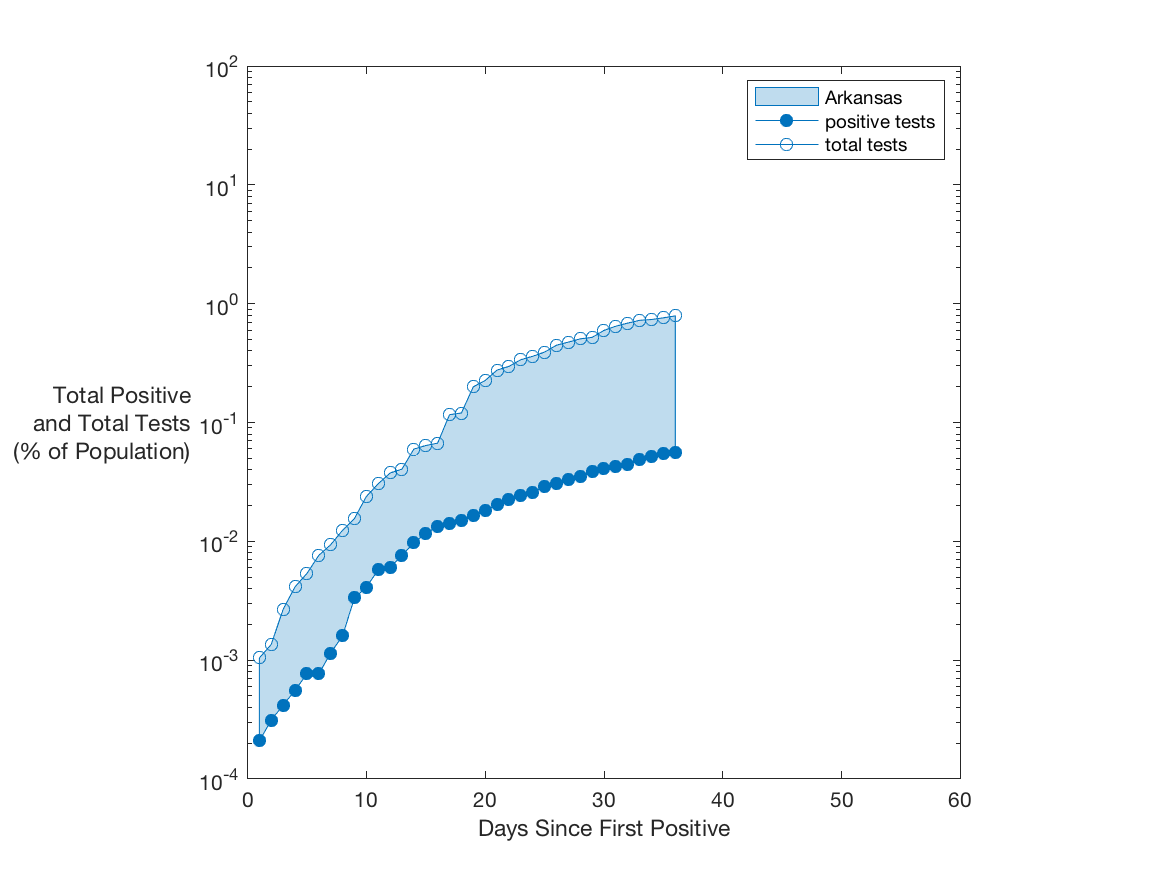 10^2
10^1
10^0
10^-1
10^-2
10^-3
10^-4
Total Positive
and Total Tests
(% of Population)
Arkansas
positive tests
total tests
0 10 20 30 40 50 60
Days Since First Positive